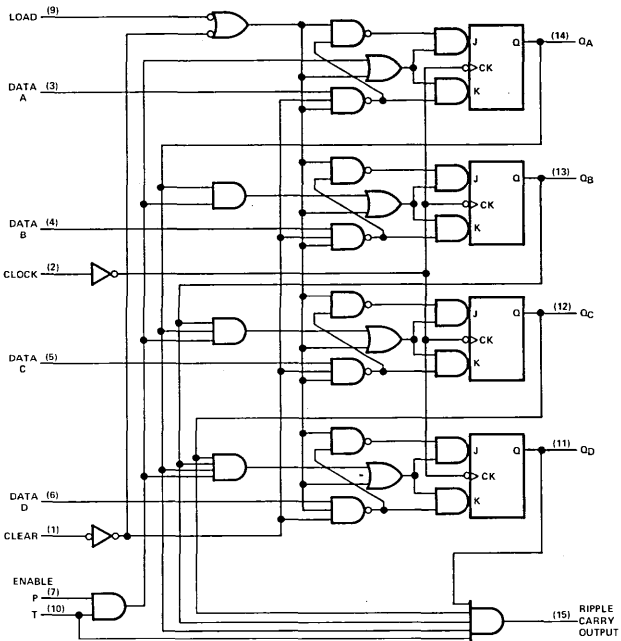 LOAD (9)
(14) QA
J Q
CK
K
DATA A (3)
(13) QB
J Q
CK
K
DATA B (4)
CLOCK (2)
(12) QC
J Q
CK
K
DATA C (5)
(11) QD
J Q
CK
K
DATA D (6)
CLEAR (1)
ENABLE
P (7)
T (10)
(15) RIPPLE
CARRY
OUTPUT